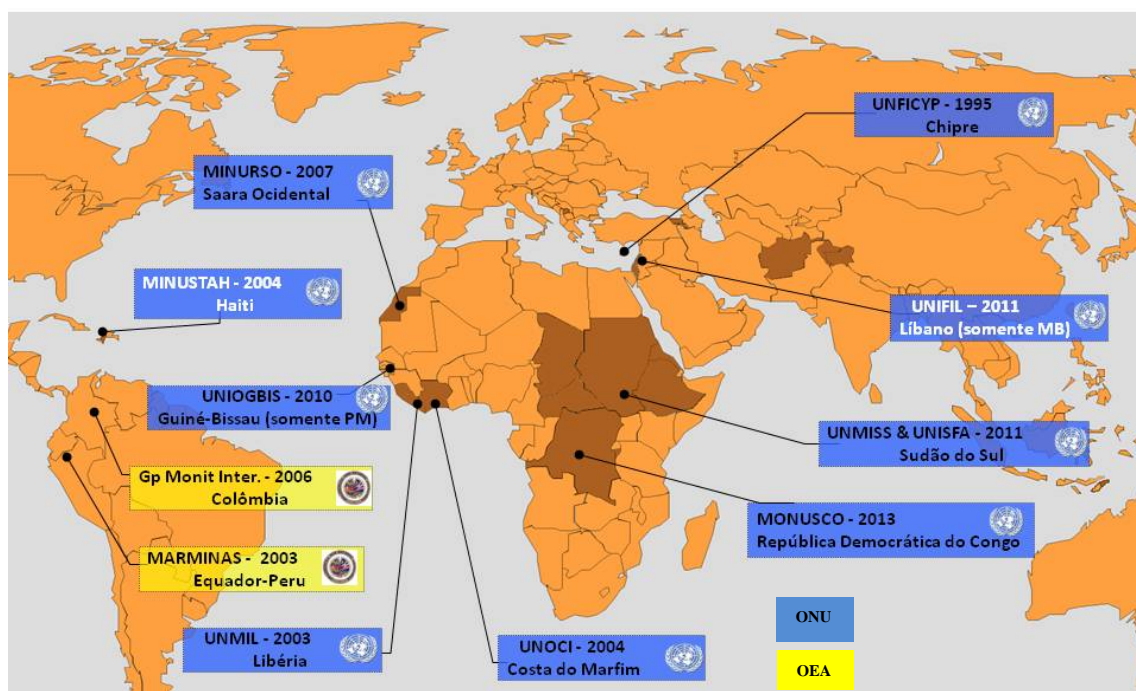 UNFICYP - 1995
Chipre
MINURSO - 2007
Saara Ocidental
MINUSTAH - 2004
Haiti
UNIFIL – 2011
Líbano (somente MB)
UNIOGBIS - 2010
Guiné-Bissau (somente PM)
UNMISS & UNISFA - 2011
Sudão do Sul
Gp Monit Inter. - 2006
Colômbia
MONUSCO - 2013
República Democrática do Congo
MARMINAS - 2003
Equador-Peru
UNMIL - 2003
Libéria
UNOCI - 2004
Costa do Marfim
ONU
OEA